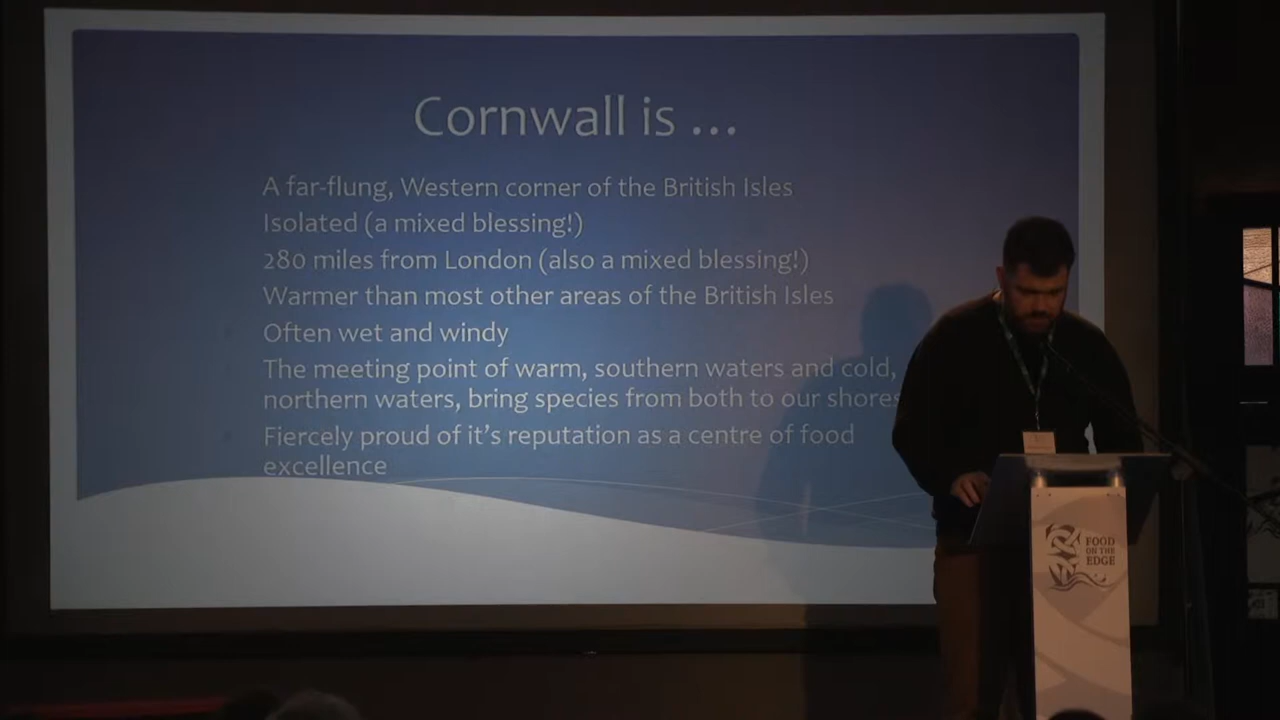 Cornwall is ...
A far-flung, Western corner of the British Isles
Isolated (a mixed blessing!)
280 miles from London (also a mixed blessing!)
Warmer than most other areas of the British Isles
Often wet and windy
The meeting point of warm, southern waters and cold,
northern waters, bring species from both to our shores
Fiercely proud of it's reputation as a centre of food
excellence
FOOD
ON THE
EDGE